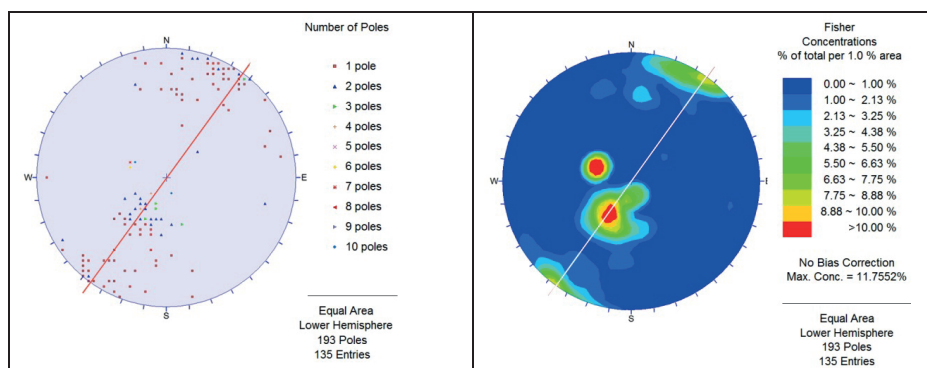 Number of Poles
N
W
E
S
1 pole
2 poles
3 poles
4 poles
5 poles
6 poles
7 poles
8 poles
9 poles
10 poles
Equal Area
Lower Hemisphere
193 Poles
135 Entries
Fisher
Concentrations
% of total per 1.0 % area
N
W
E
S
0.00 ~ 1.00 %
1.00 ~ 2.13 %
2.13 ~ 3.25 %
3.25 ~ 4.38 %
4.38 ~ 5.50 %
5.50 ~ 6.63 %
6.63 ~ 7.75 %
7.75 ~ 8.88 %
8.88 ~ 10.00 %
>10.00 %
No Bias Correction
Max. Conc. = 11.7552%
Equal Area
Lower Hemisphere
193 Poles
135 Entries